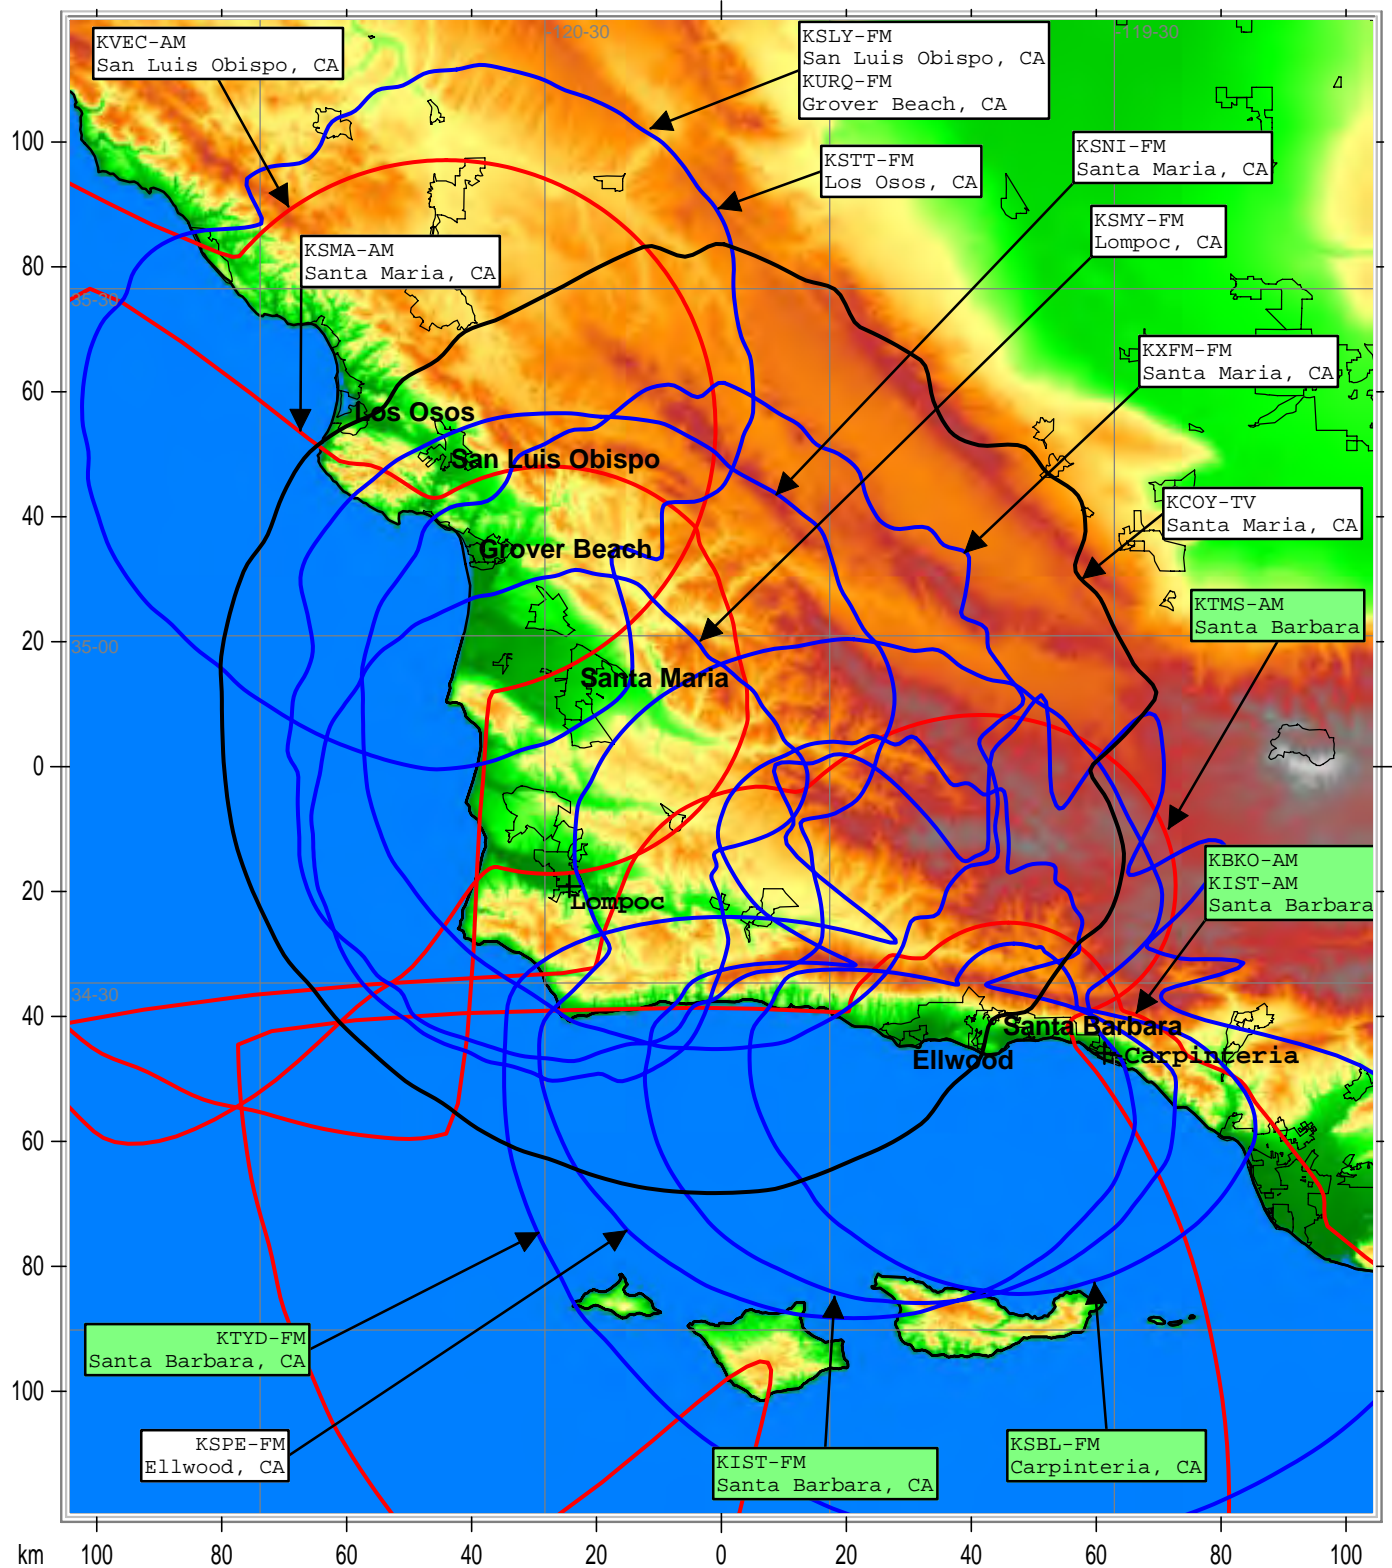 120-30
119-30
KVEC-AM
San Luis Obispo, CA
KSLY-FM
San Luis Obispo, CA
KURQ-FM
Grover Beach, CA
KSNI-FM
Santa Maria, CA
KSTT-FM
Los Osos, CA
KSMY-FM
Lompoc, CA
KSMA-AM
Santa Maria, CA
35-30
KXFM-FM
Santa Maria, CA
Los Osos
San Luis Obispo
KCOY-TV
Santa Maria, CA
Grover Beach
KTMS-AM
Santa Barbara
35-00
Santa Maria
KBKO-AM
KIST-AM
Santa Barbara
Lompoc
34-30
Santa Barbara
Ellwood
Carpinteria
KTYD-FM
Santa Barbara, CA
KSPE-FM
Ellwood, CA
KIST-FM
Santa Barbara, CA
KSBL-FM
Carpinteria, CA
100
80
60
40
20
0
20
40
60
80
100
km 100 80 60 40 20 0 20 40 60 80 100